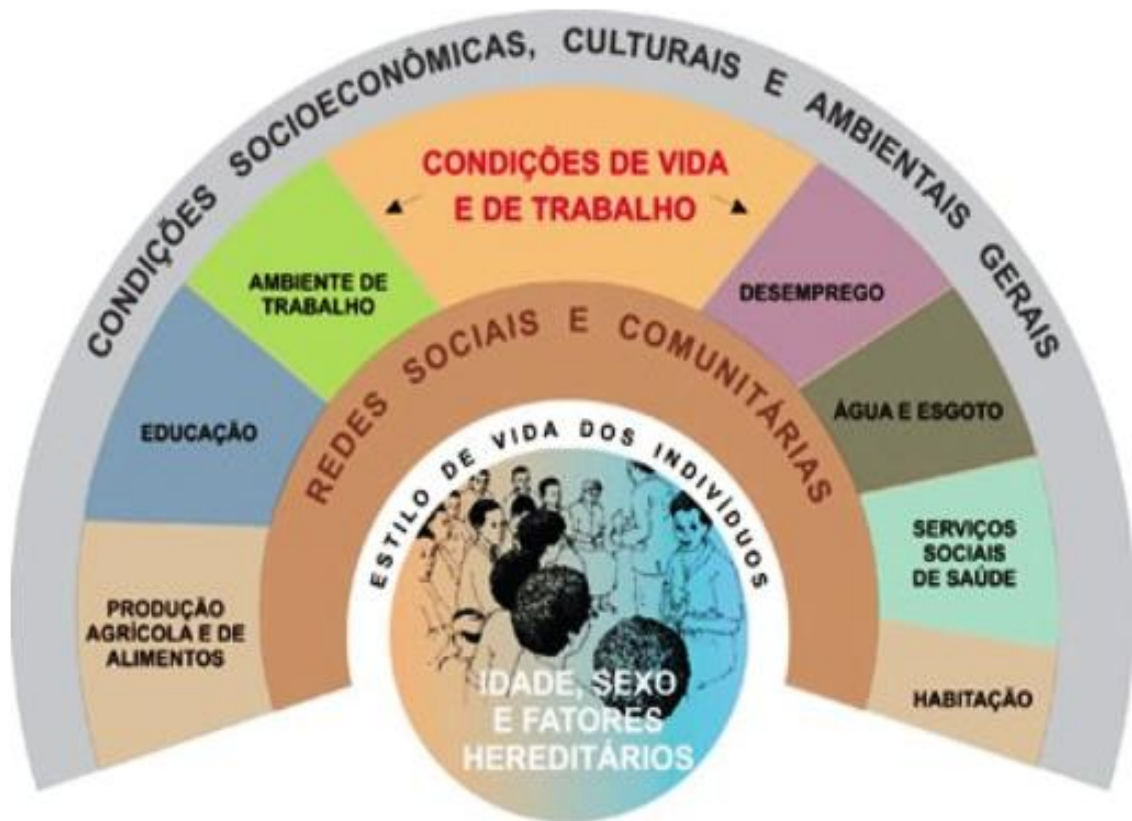 CONDIÇÕES SOCIOECONÔMICAS, CULTURAIS E AMBIENTAIS GERAIS
CONDIÇÕES DE VIDA
E DE TRABALHO
AMBIENTE DE
TRABALHO
DESEMPREGO
EDUCAÇÃO
ÁGUA E ESGOTO
PRODUÇÃO
AGRÍCOLA E DE
ALIMENTOS
SERVIÇOS
SOCIAIS
DE SAÚDE
HABITAÇÃO
REDES SOCIAIS E COMUNITÁRIAS
ESTILO DE VIDA DOS INDIVÍDUOS
IDADE, SEXO
E FATORES
HEREDITÁRIOS